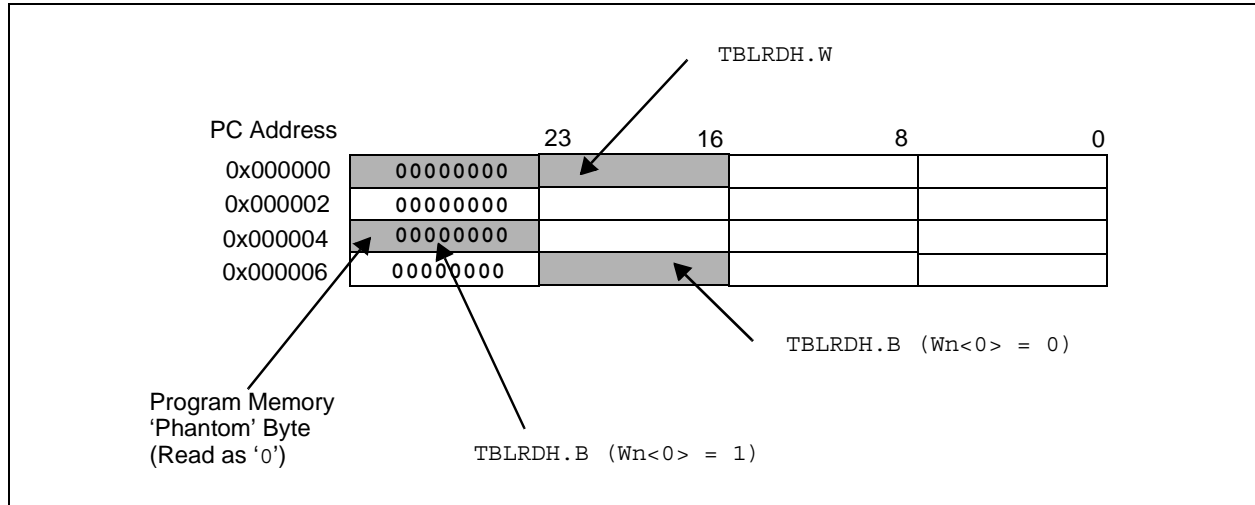 TBLRDH.W
PC Address 23 16 8 0
0x000000 00000000
0x000002 00000000
0x000004 00000000
0x000006 00000000
TBLRDH.B (Wn<0> = 0)
Program Memory
‘Phantom’ Byte
(Read as ‘0’)
TBLRDH.B (Wn<0> = 1)